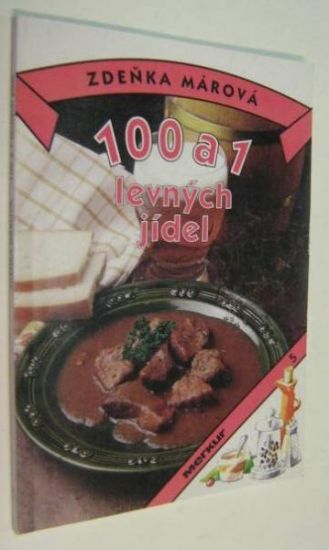 ZDEŇKA MÁROVÁ
100 a 1
levných
jídel
5
Merkur